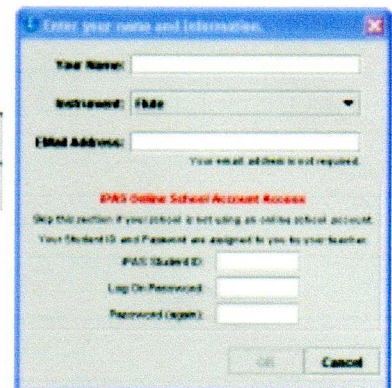 Enter your name and information.
Your Name:
Instrument: Flute
EMail Address:
Your email address is not required.
iPAS Online School Account Access
Skip this section if your school is not using an online school account.
Your Student ID and Password are assigned to you by your teacher.
iPAS Student ID:
Log On Password:
Password (again):
OK Cancel